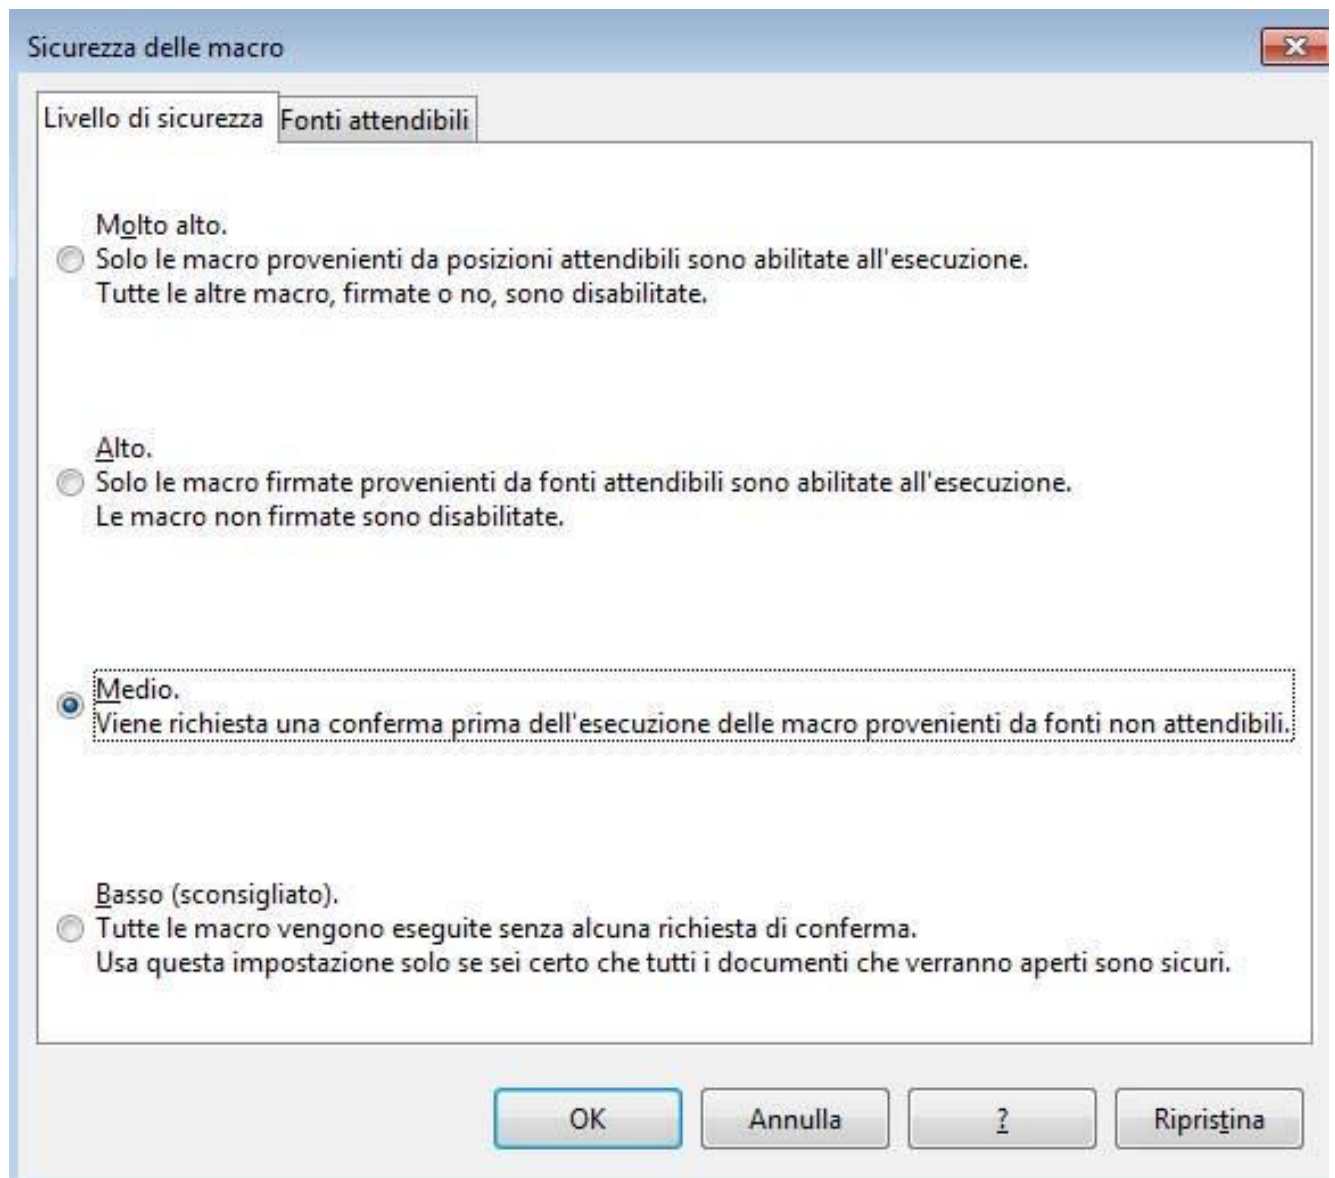 Sicurezza delle macro
Livello di sicurezza
Fonti attendibili
Molto alto.
Solo le macro provenienti da posizioni attendibili sono abilitate all'esecuzione.
Tutte le altre macro, firmate o no, sono disabilitate.
Alto.
Solo le macro firmate provenienti da fonti attendibili sono abilitate all'esecuzione.
Le macro non firmate sono disabilitate.
Medio.
Viene richiesta una conferma prima dell'esecuzione delle macro provenienti da fonti non attendibili.
Basso (sconsigliato).
Tutte le macro vengono eseguite senza alcuna richiesta di conferma.
Usa questa impostazione solo se sei certo che tutti i documenti che verranno aperti sono sicuri.
OK
Annulla
?
Ripristina